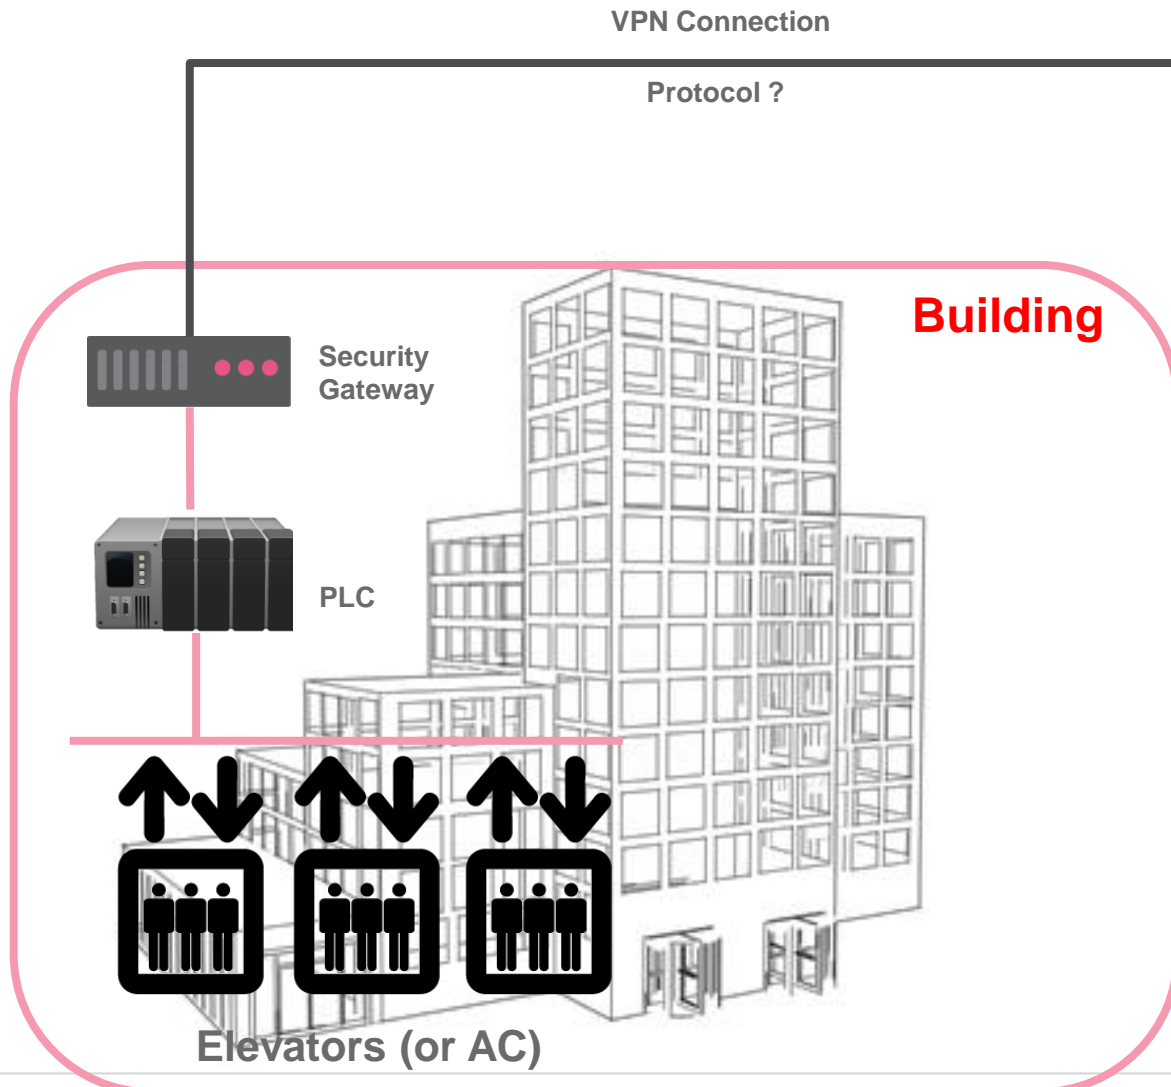 VPN Connection
Protocol ?
Building
Security
Gateway
PLC
Elevators (or AC)